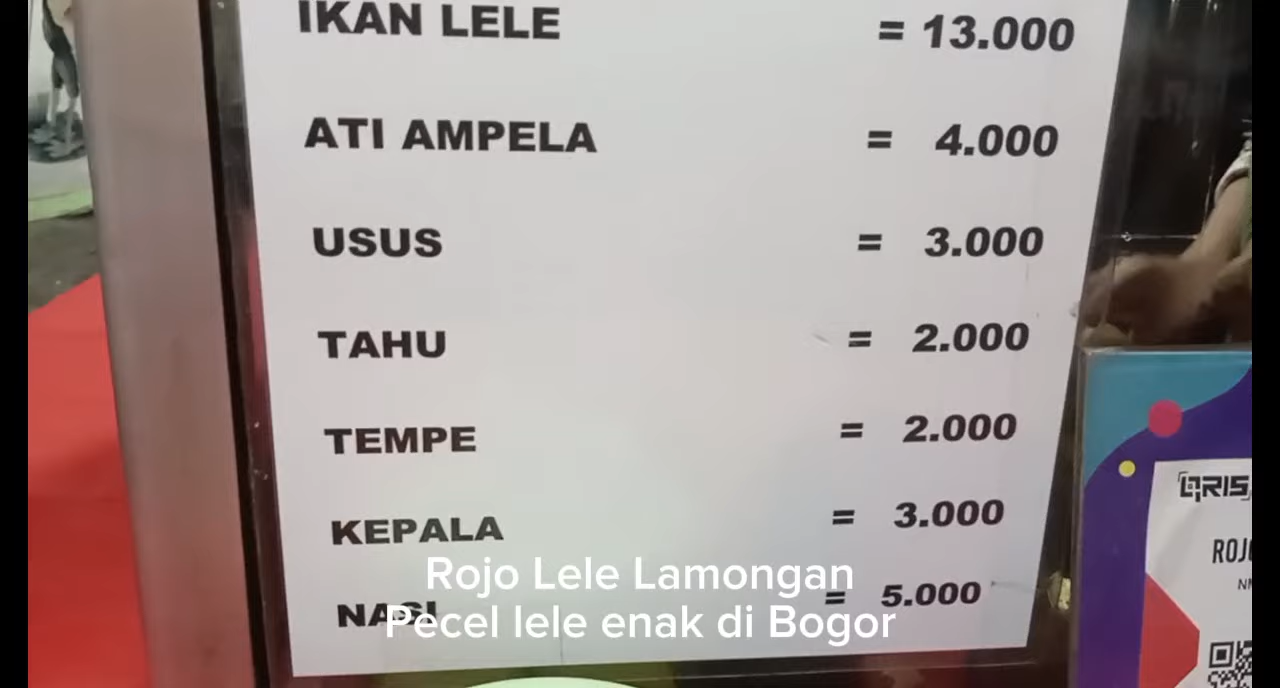 IKAN LELE = 13.000
ATI AMPELA = 4.000
USUS = 3.000
TAHU = 2.000
TEMPE = 2.000
KEPALA = 3.000
NASI = 5.000
Rojo Lele Lamongan
Pecel lele enak di Bogor
QRIS